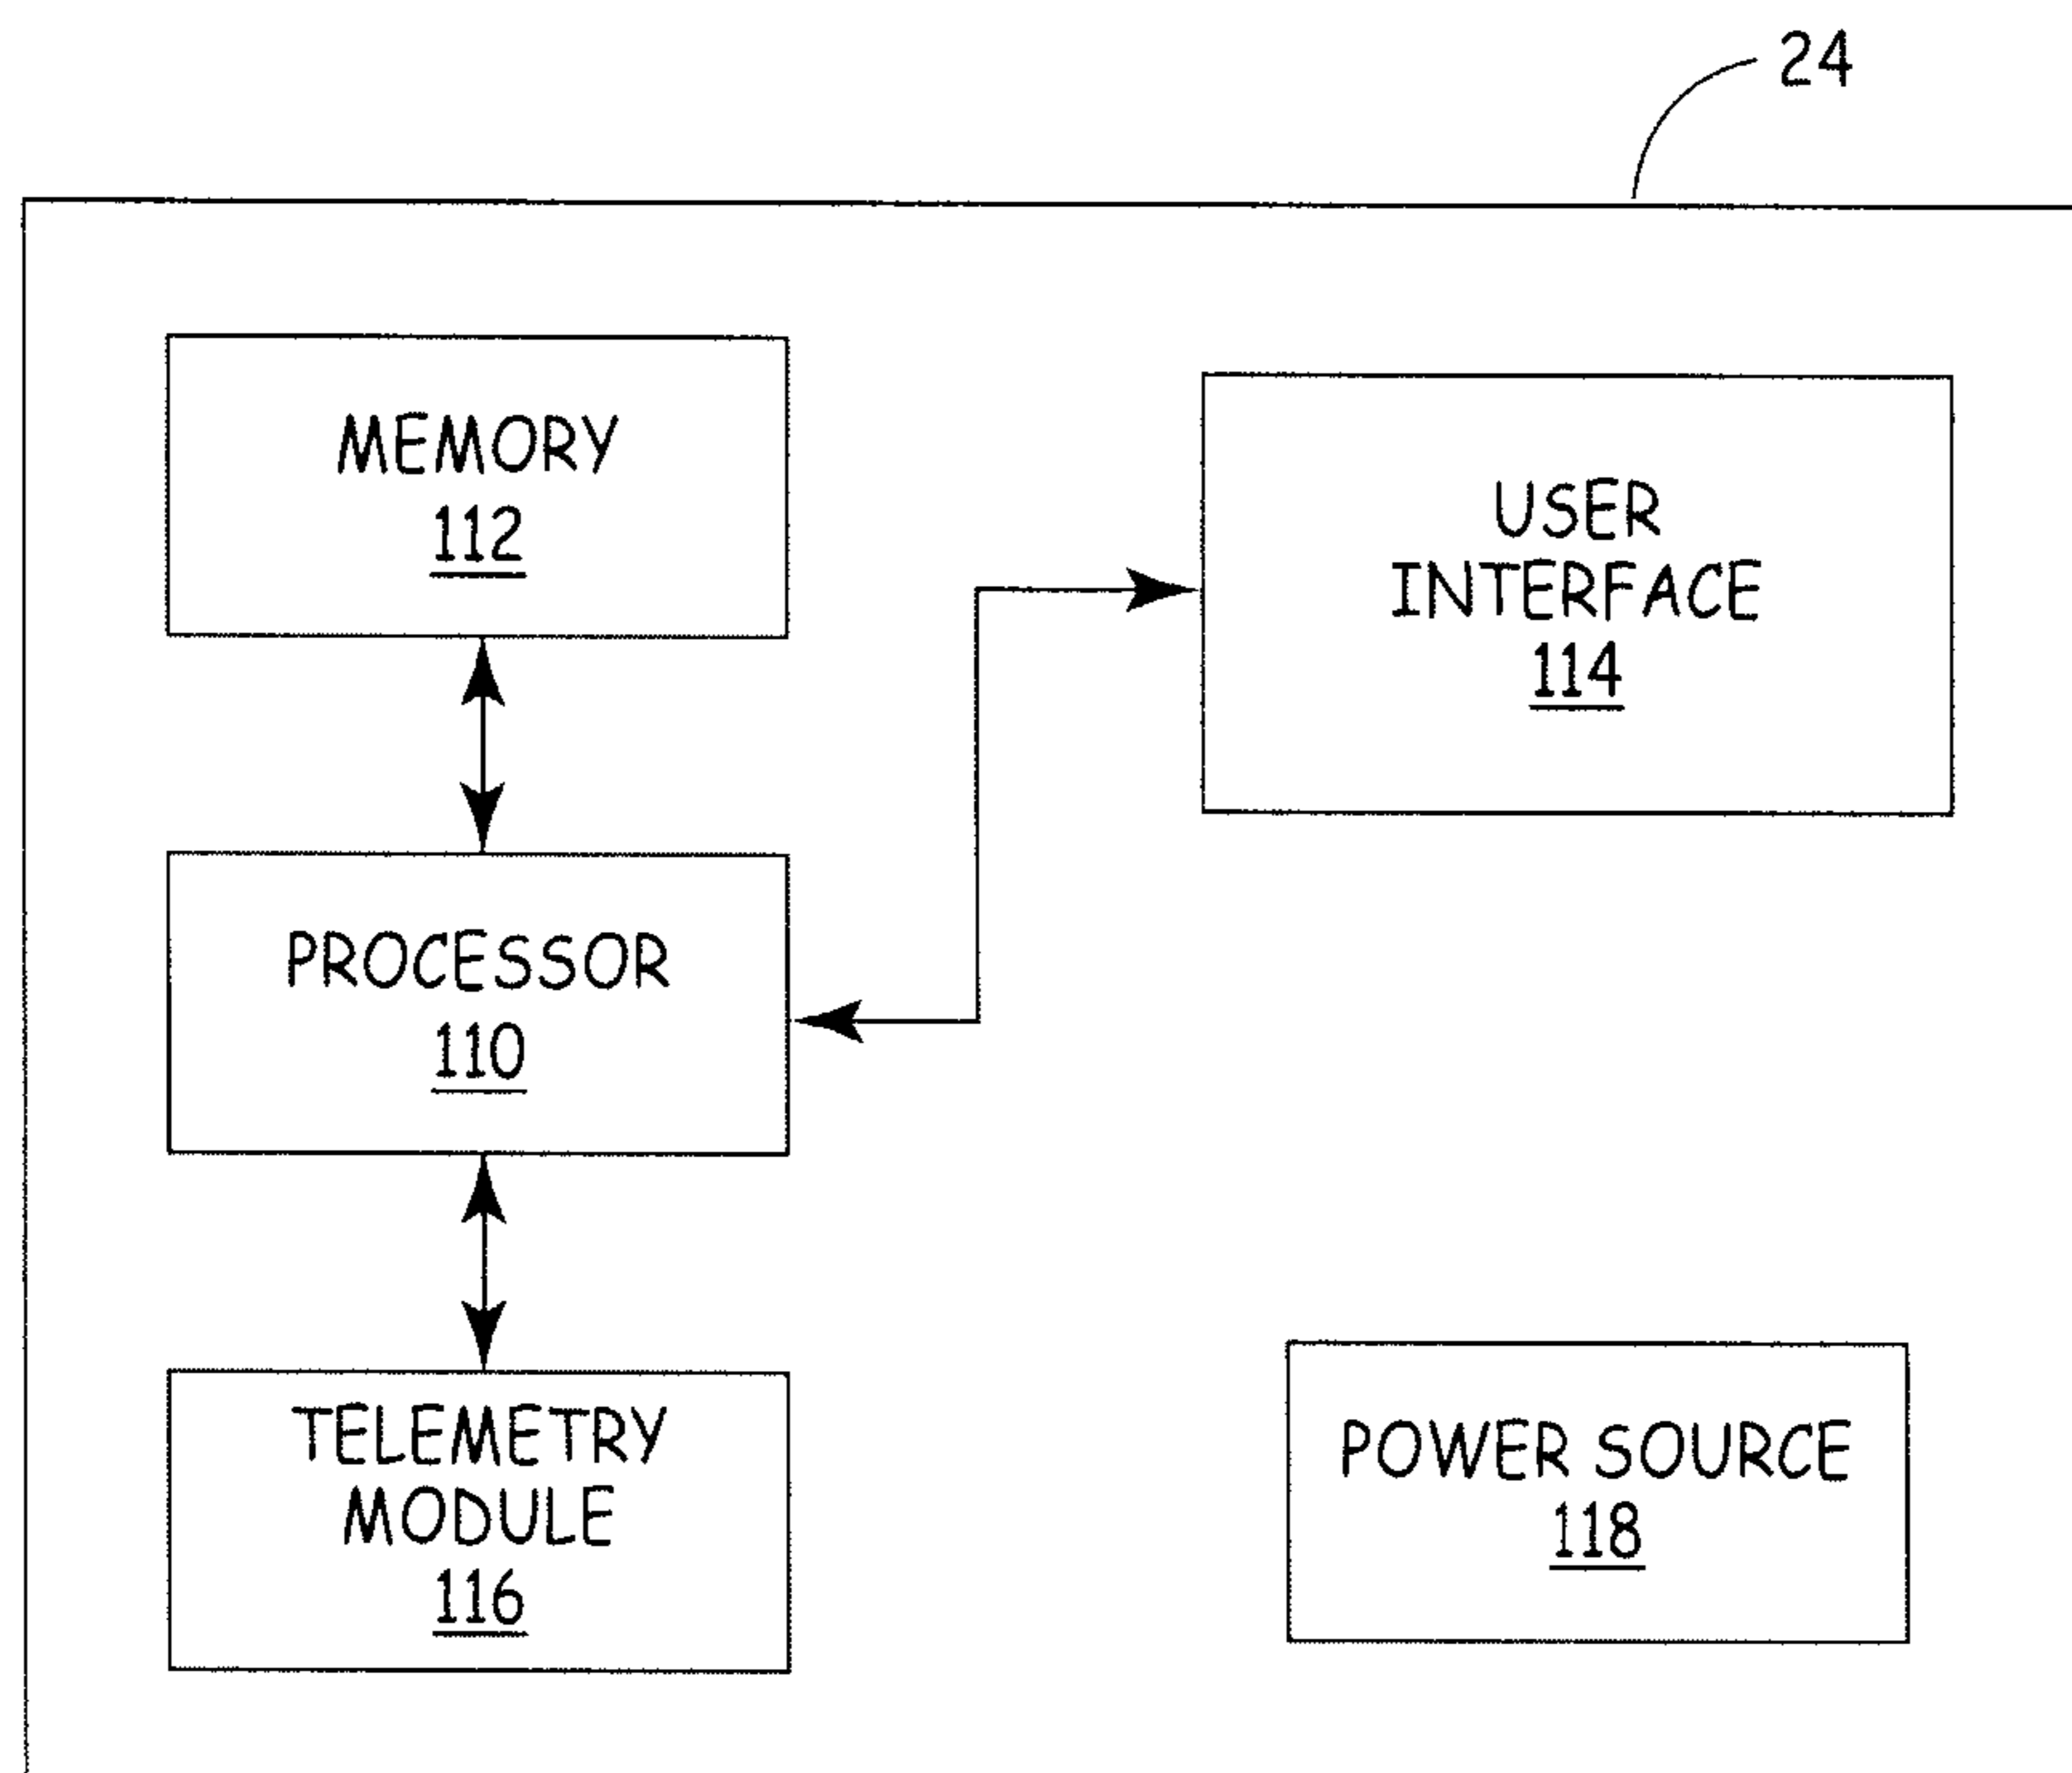 24
MEMORY
112
USER
INTERFACE
114
PROCESSOR
110
TELEMETRY
MODULE
116
POWER SOURCE
118